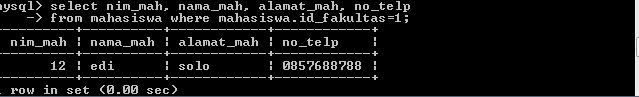 mysql> select nim_mah, nama_mah, alamat_mah, no_telp
-> from mahasiswa where mahasiswa.id_fakultas=1;
nim_mah | nama_mah | alamat_mah | no_telp |
12 | edi | solo | 0857688788 |
row in set (0.00 sec)